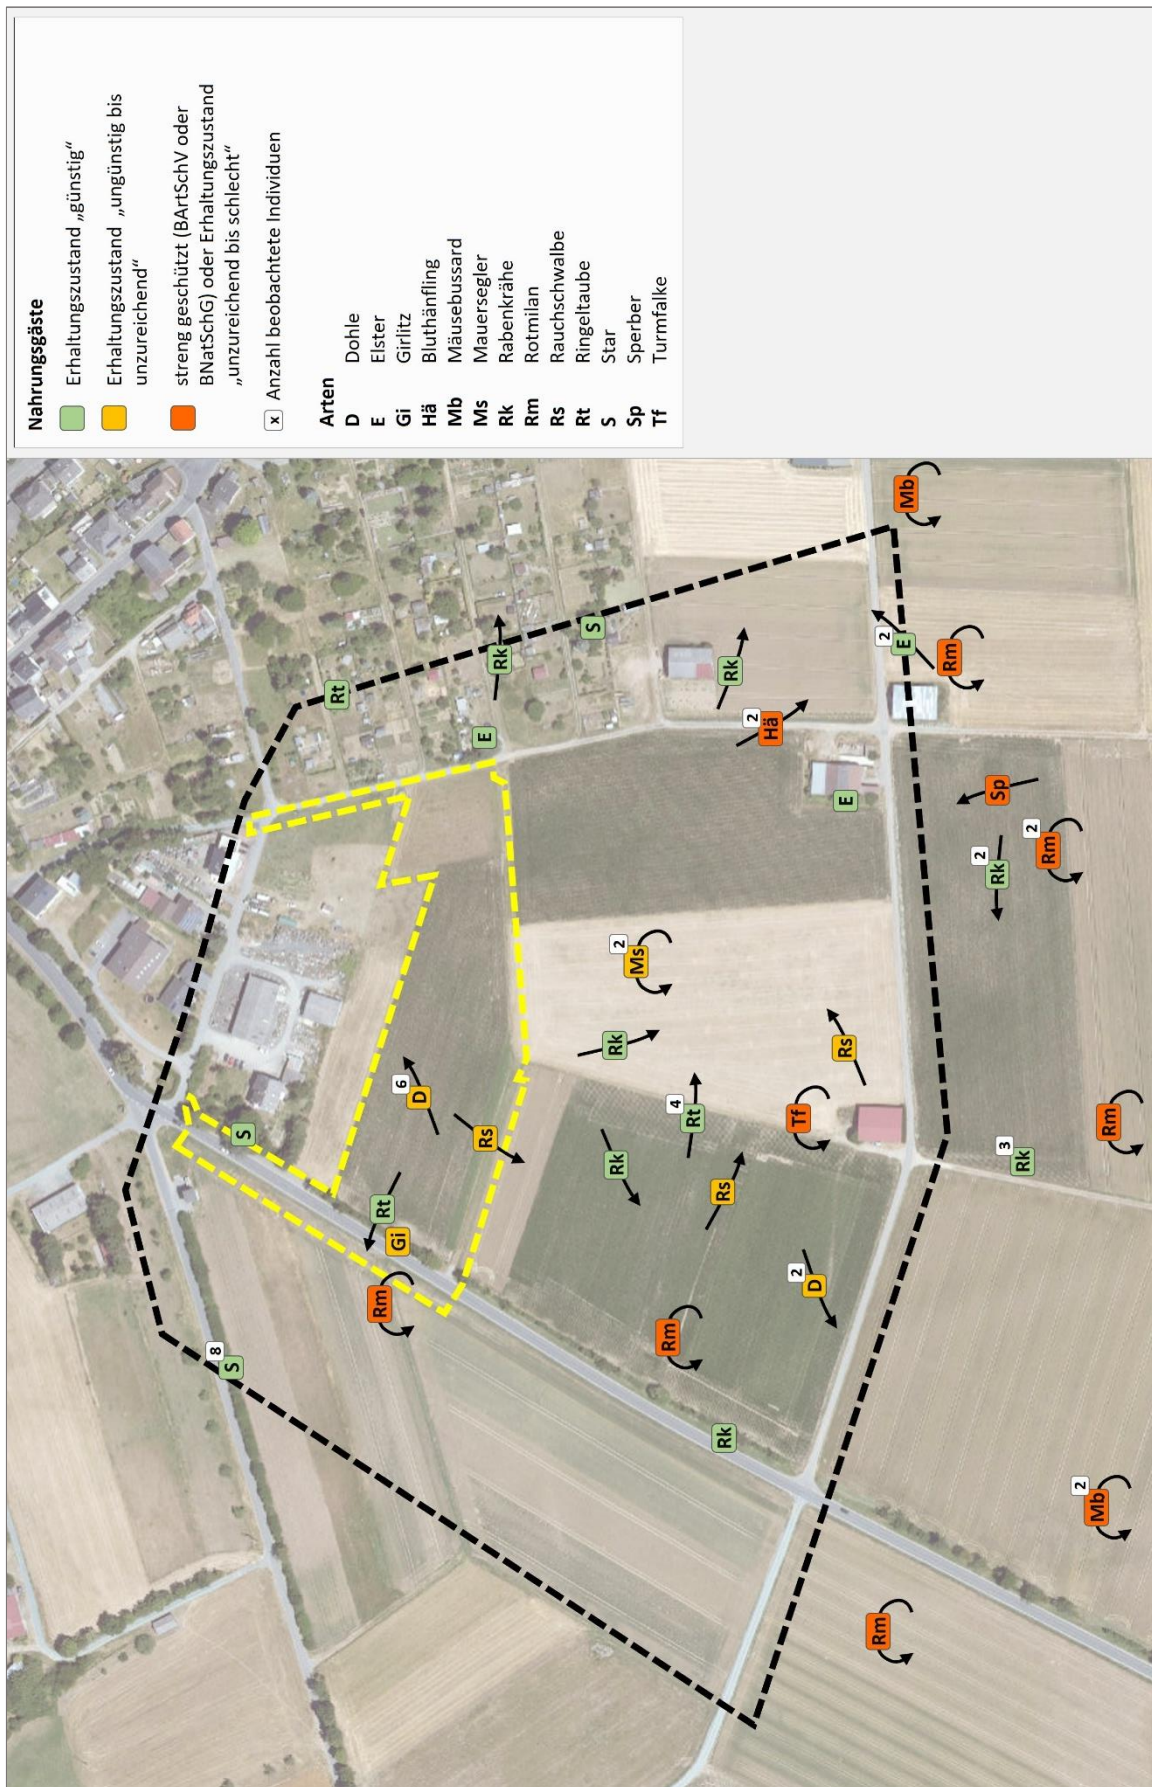 Nahrungsgäste
Erhaltungszustand „günstig“
Erhaltungszustand „ungünstig bis
unzureichend“
streng geschützt (BArtSchV oder
BNatSchG) oder Erhaltungszustand
„unzureichend bis schlecht“
x Anzahl beobachtete Individuen
Arten
D Dohle
E Elster
Gi Girlitz
Hä Bluthänfling
Mb Mäusebussard
Ms Mauersegler
Rk Rabenkrähe
Rm Rotmilan
Rs Rauchschwalbe
Rt Ringeltaube
S Star
Sp Sperber
Tf Turmfalke
8
S
S
Rt
Rm
Rt
Gi
6
D
Rs
E
Rk
S
Rk
2
Ms
Rk
Rm
4
Rt
Rs
Rk
Rk
2
Hä
Rk
Tf
2
D
Rs
E
Rm
2
E
Mb
Rm
2
Rk
Sp
3
Rk
2
Rm
2
Mb
Rm